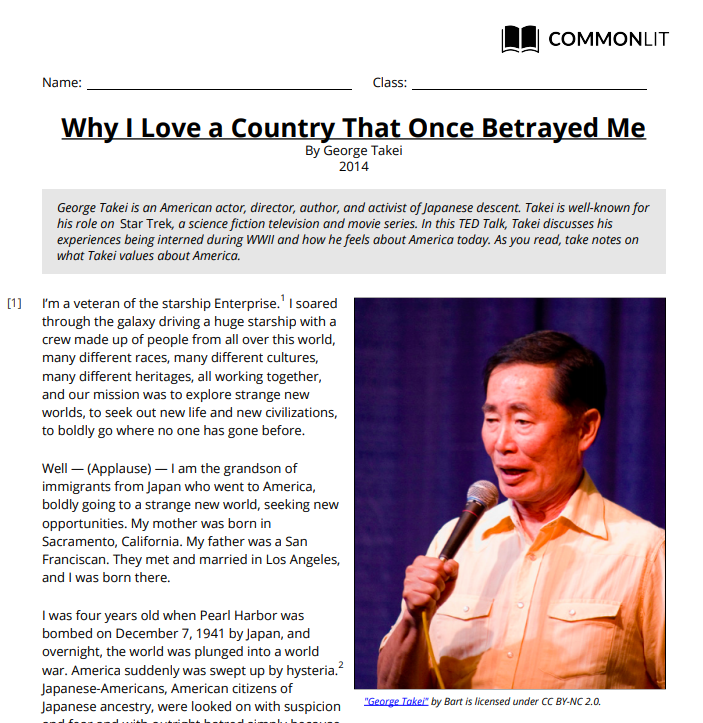 COMMONLIT
Name: Class:
Why I Love a Country That Once Betrayed Me
By George Takei
2014
George Takei is an American actor, director, author, and activist of Japanese descent. Takei is well-known for
his role on Star Trek, a science fiction television and movie series. In this TED Talk, Takei discusses his
experiences being interned during WWII and how he feels about America today. As you read, take notes on
what Takei values about America.
[1] I'm a veteran of the starship Enterprise.1 I soared
through the galaxy driving a huge starship with a
crew made up of people from all over this world,
many different races, many different cultures,
many different heritages, all working together,
and our mission was to explore strange new
worlds, to seek out new life and new civilizations,
to boldly go where no one has gone before.
Well — (Applause) — I am the grandson of
immigrants from Japan who went to America,
boldly going to a strange new world, seeking new
opportunities. My mother was born in
Sacramento, California. My father was a San
Franciscan. They met and married in Los Angeles,
and I was born there.
I was four years old when Pearl Harbor was
bombed on December 7, 1941 by Japan, and
overnight, the world was plunged into a world
war. America suddenly was swept up by hysteria.2
Japanese-Americans, American citizens of
Japanese ancestry, were looked on with suspicion
and fear and with outright hatred simply because
"George Takei" by Bart is licensed under CC BY-NC 2.0.